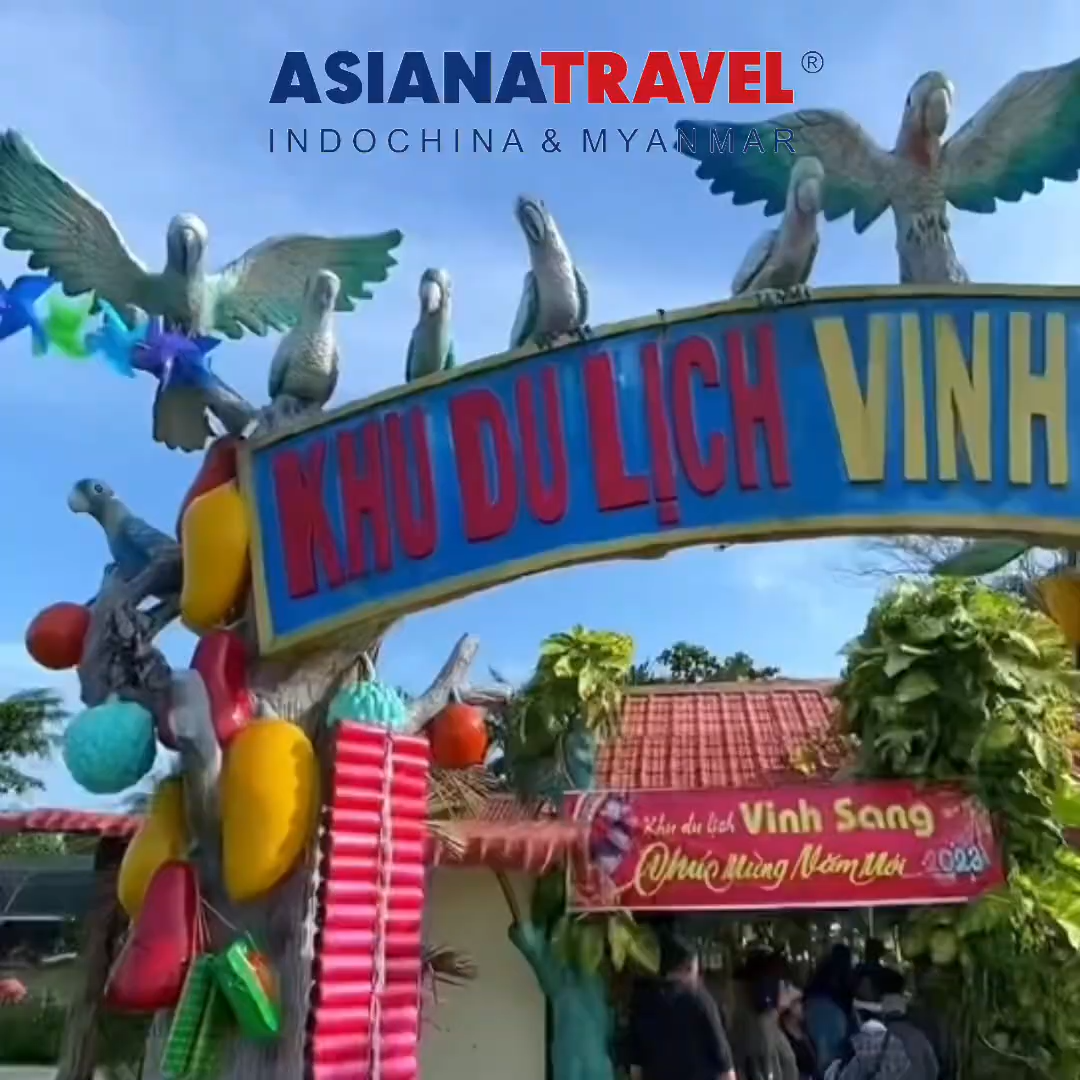 ASIANATRAVEL®
INDOCHINA & MYANMAR
KHU DU LỊCH VINH
Khu du lịch Vinh Sang
Chúc Mừng Năm Mới 2023